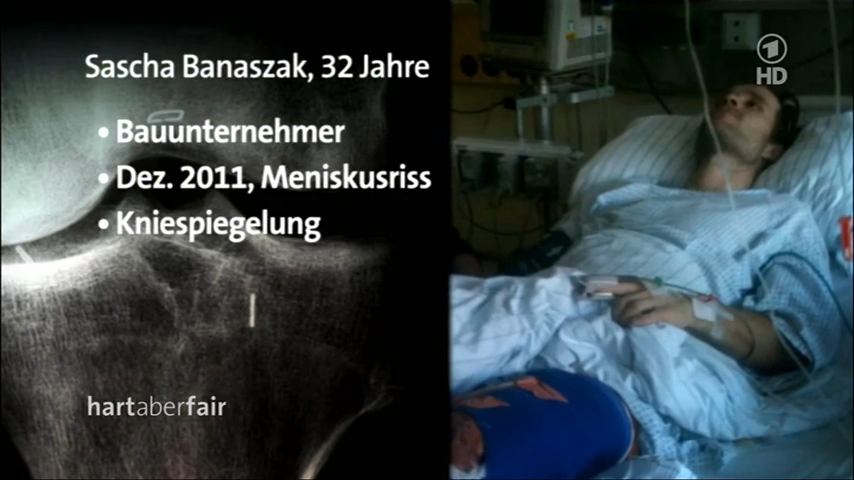 Sascha Banaszak, 32 Jahre
• Bauunternehmer
• Dez. 2011, Meniskusriss
• Kniespiegelung
hartaberfair
1
HD